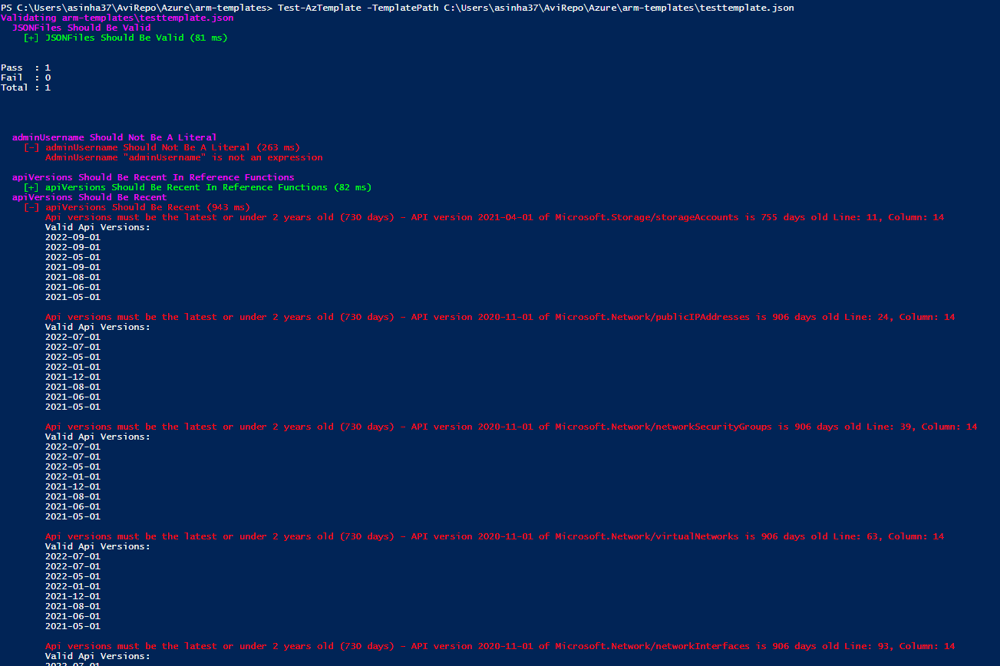 PS C:\Users\asinha37\AviRepo\Azure\arm-templates> Test-AzTemplate -TemplatePath C:\Users\asinha37\AviRepo\Azure\arm-templates\testtemplate.json
Validating arm-templates\testtemplate.json
JSONFiles Should Be Valid
[+] JSONFiles Should Be Valid (81 ms)
Pass : 1
Fail : 0
Total : 1
adminUsername Should Not Be A Literal
[-] adminUsername Should Not Be A Literal (263 ms)
AdminUsername "adminUsername" is not an expression
apiVersions Should Be Recent In Reference Functions
[+] apiVersions Should Be Recent In Reference Functions (82 ms)
apiVersions Should Be Recent
[-] apiVersions Should Be Recent (943 ms)
Api versions must be the latest or under 2 years old (730 days) - API version 2021-04-01 of Microsoft.Storage/storageAccounts is 755 days old Line: 11, Column: 14
Valid Api Versions:
2022-09-01
2022-09-01
2022-05-01
2021-09-01
2021-08-01
2021-06-01
2021-05-01
Api versions must be the latest or under 2 years old (730 days) - API version 2020-11-01 of Microsoft.Network/publicIPAddresses is 906 days old Line: 24, Column: 14
Valid Api Versions:
2022-07-01
2022-07-01
2022-05-01
2022-01-01
2021-12-01
2021-08-01
2021-06-01
2021-05-01
Api versions must be the latest or under 2 years old (730 days) - API version 2020-11-01 of Microsoft.Network/networkSecurityGroups is 906 days old Line: 39, Column: 14
Valid Api Versions:
2022-07-01
2022-07-01
2022-05-01
2022-01-01
2021-12-01
2021-08-01
2021-06-01
2021-05-01
Api versions must be the latest or under 2 years old (730 days) - API version 2020-11-01 of Microsoft.Network/virtualNetworks is 906 days old Line: 63, Column: 14
Valid Api Versions:
2022-07-01
2022-07-01
2022-05-01
2022-01-01
2021-12-01
2021-08-01
2021-06-01
2021-05-01
Api versions must be the latest or under 2 years old (730 days) - API version 2020-11-01 of Microsoft.Network/networkInterfaces is 906 days old Line: 93, Column: 14
Valid Api Versions:
2022-07-01